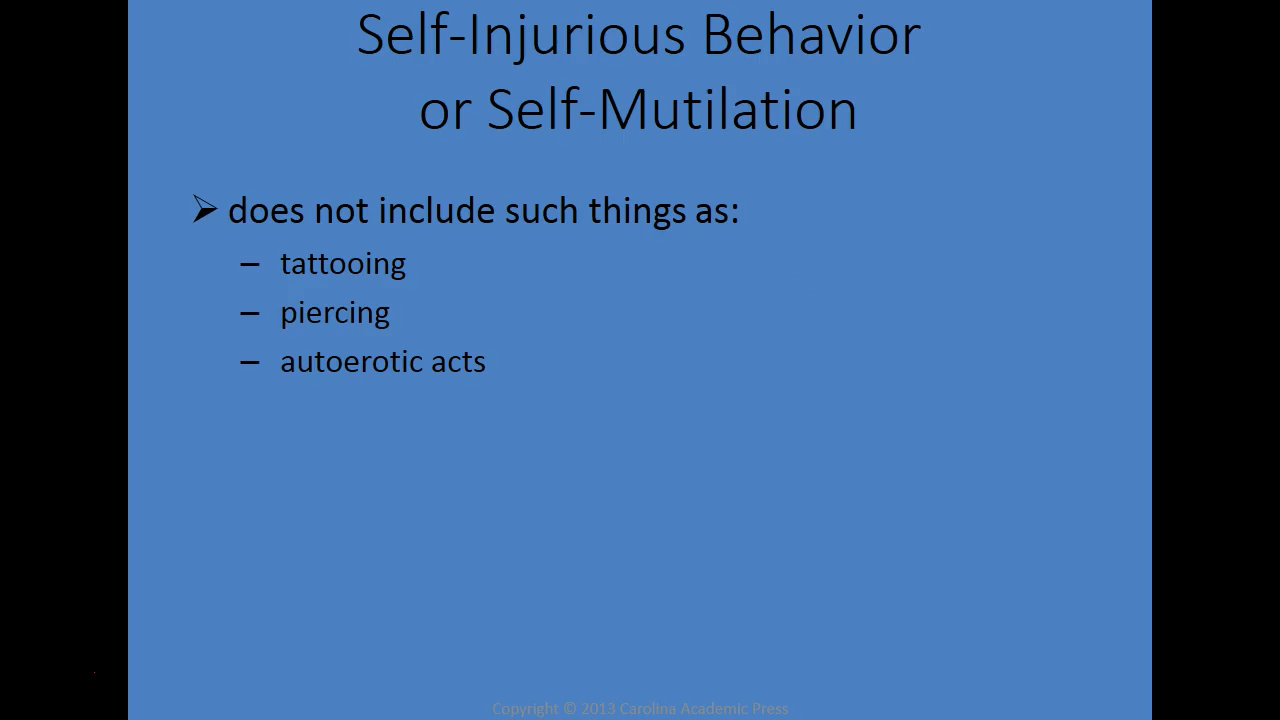 Self-Injurious Behavior
or Self-Mutilation
➢ does not include such things as:
– tattooing
– piercing
– autoerotic acts
Copyright © 2013 Carolina Academic Press